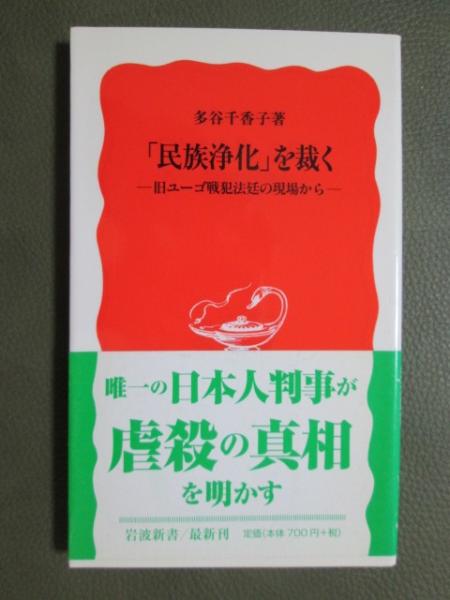 多谷千香子著
「民族浄化」を裁く
―旧ユーゴ戦犯法廷の現場から―
唯一の日本人判事が
虐殺の真相
を明かす
岩波新書/最新刊 定価(本体700円+税)